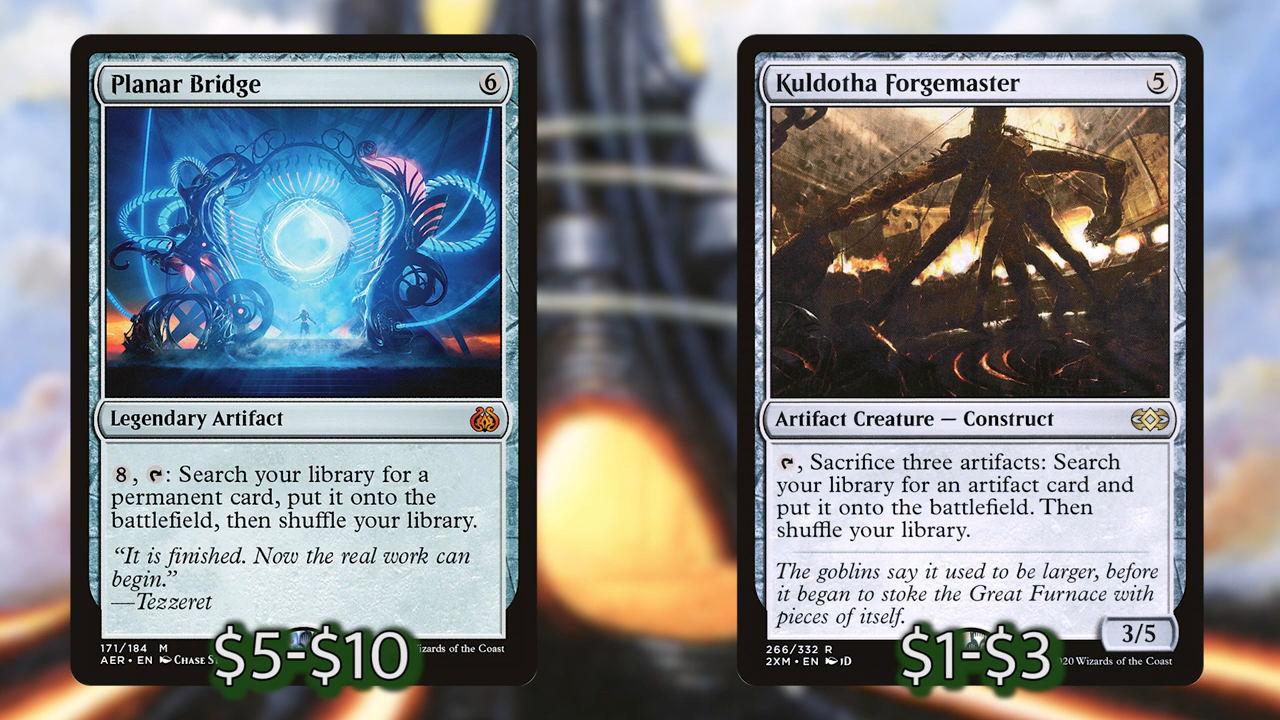 Planar Bridge 6
Legendary Artifact
8, : Search your library for a
permanent card, put it onto the
battlefield, then shuffle your library.
“It is finished. Now the real work can
begin.”
—Tezzeret
171/184 M
AER • EN Chase
izards of the Coast
$5-$10
Kuldotha Forgemaster 5
Artifact Creature — Construct
, Sacrifice three artifacts: Search
your library for an artifact card and
put it onto the battlefield. Then
shuffle your library.
The goblins say it used to be larger, before
it began to stoke the Great Furnace with
pieces of itself.
3/5
266/332 R
2XM • EN JD
20 Wizards of the Coast
$1-$3